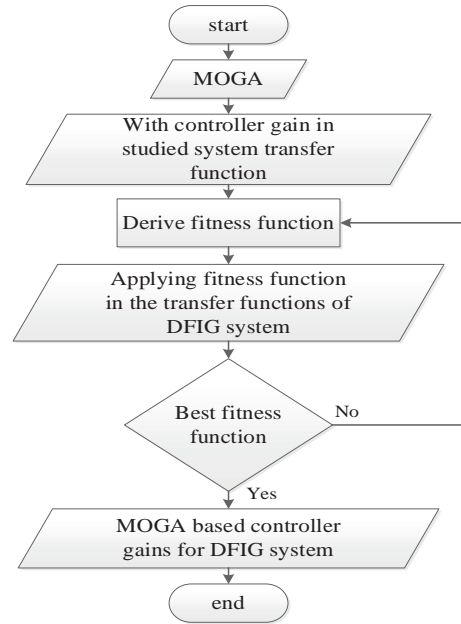 start
MOGA
With controller gain in
studied system transfer
function
Derive fitness function
Applying fitness function
in the transfer functions of
DFIG system
Best fitness
function
No
Yes
MOGA based controller
gains for DFIG system
end